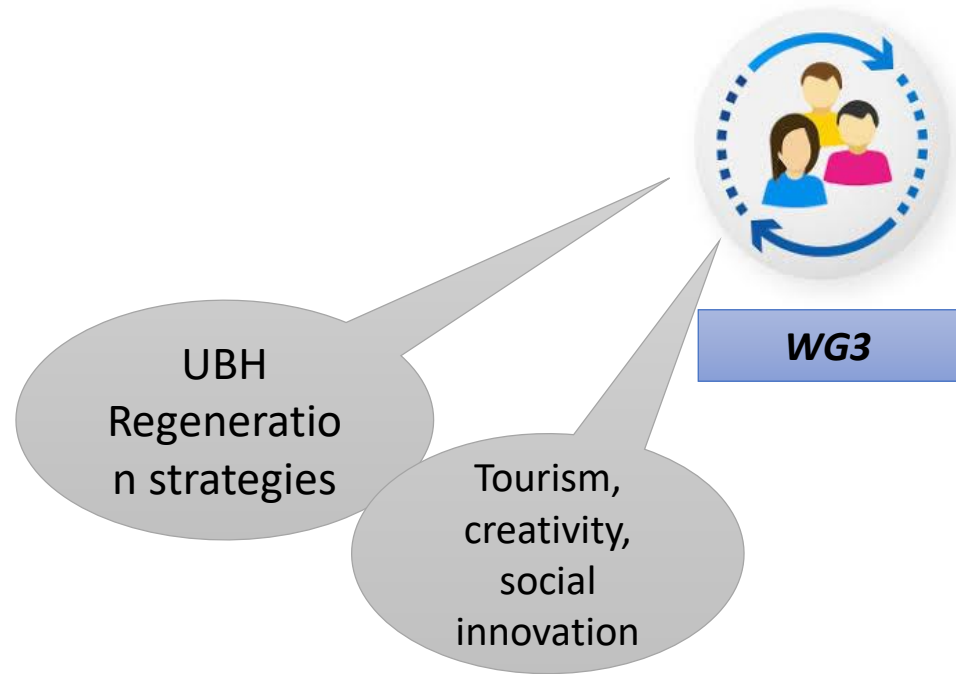 UBH
Regeneratio
n strategies
Tourism,
creativity,
social
innovation
WG3